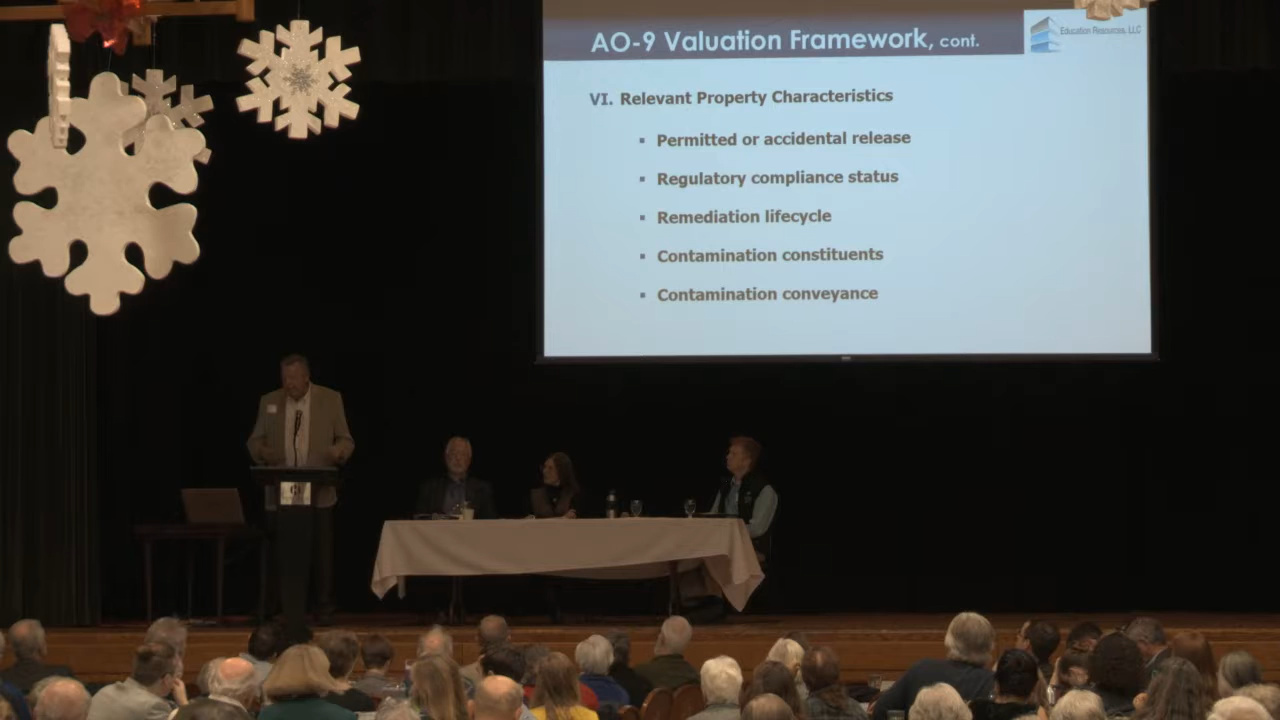 AO-9 Valuation Framework, cont.
Education Resources, LLC
VI. Relevant Property Characteristics
▪ Permitted or accidental release
▪ Regulatory compliance status
▪ Remediation lifecycle
▪ Contamination constituents
▪ Contamination conveyance